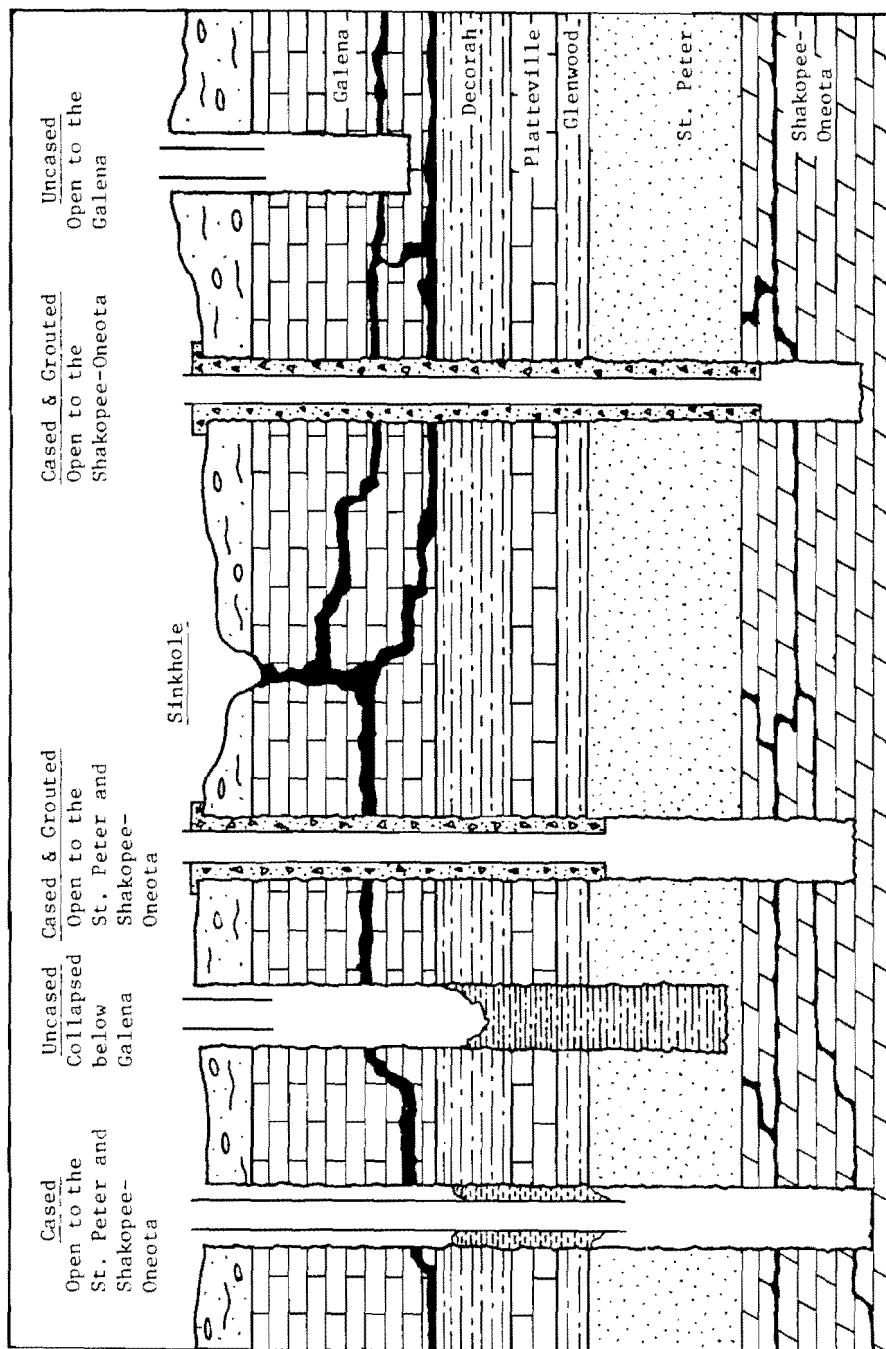 Cased
Open to the
St. Peter and
Shakopee-
Oneota
Uncased
Collapsed
below
Galena
Cased & Grouted
Open to the
St. Peter and
Shakopee-
Oneota
Sinkhole
Cased & Grouted
Open to the
Shakopee-Oneota
Uncased
Open to the
Galena
Galena
Decorah
Platteville
Glenwood
St. Peter
Shakopee-
Oneota